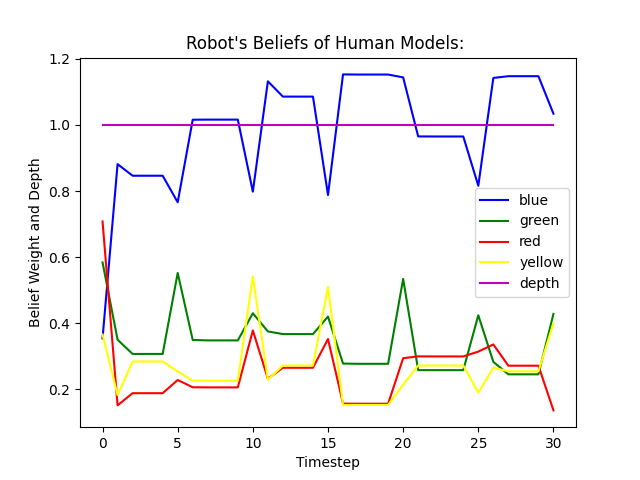 Robot's Beliefs of Human Models:
Belief Weight and Depth
1.2
1.0
0.8
0.6
0.4
0.2
blue
green
red
yellow
depth
0 5 10 15 20 25 30
Timestep